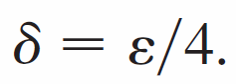 δ = ε/4.